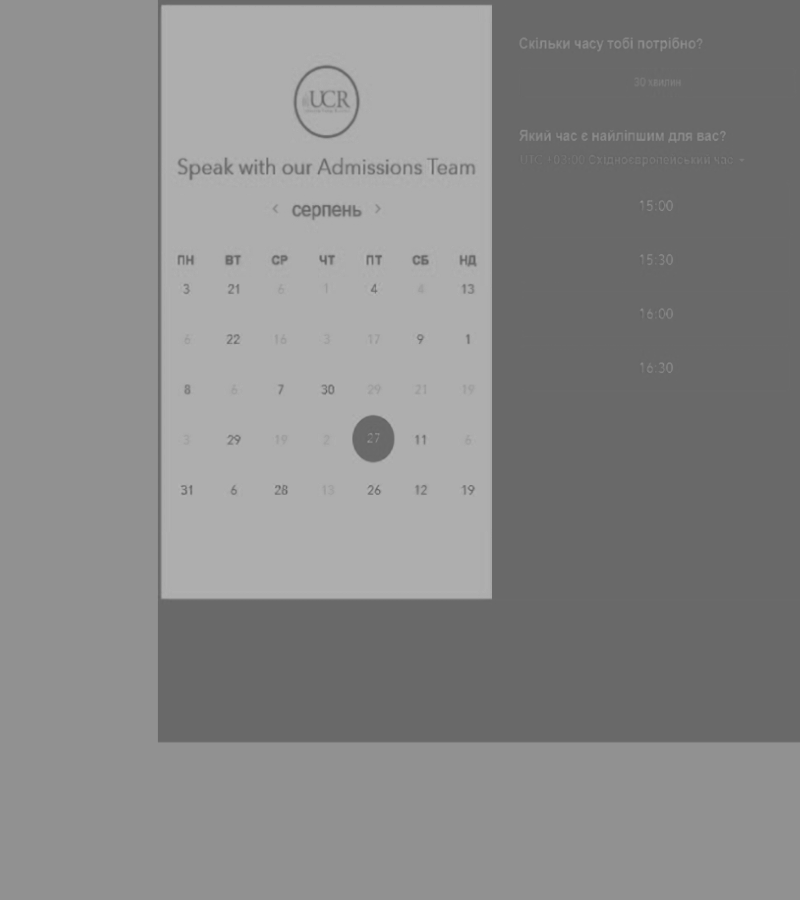 UCR
Speak with our Admissions Team
< серпень >
ПН ВТ СР ЧТ ПТ СБ НД
3 21 6 1 4 4 13
6 22 16 3 17 9 1
8 6 7 30 29 21 19
3 29 19 2 27 11 6
31 6 28 13 26 12 19
Скільки часу тобі потрібно?
30 хвилин
Який час є найліпшим для вас?
UTC +03:00 Східноєвропейський час
15:00
15:30
16:00
16:30